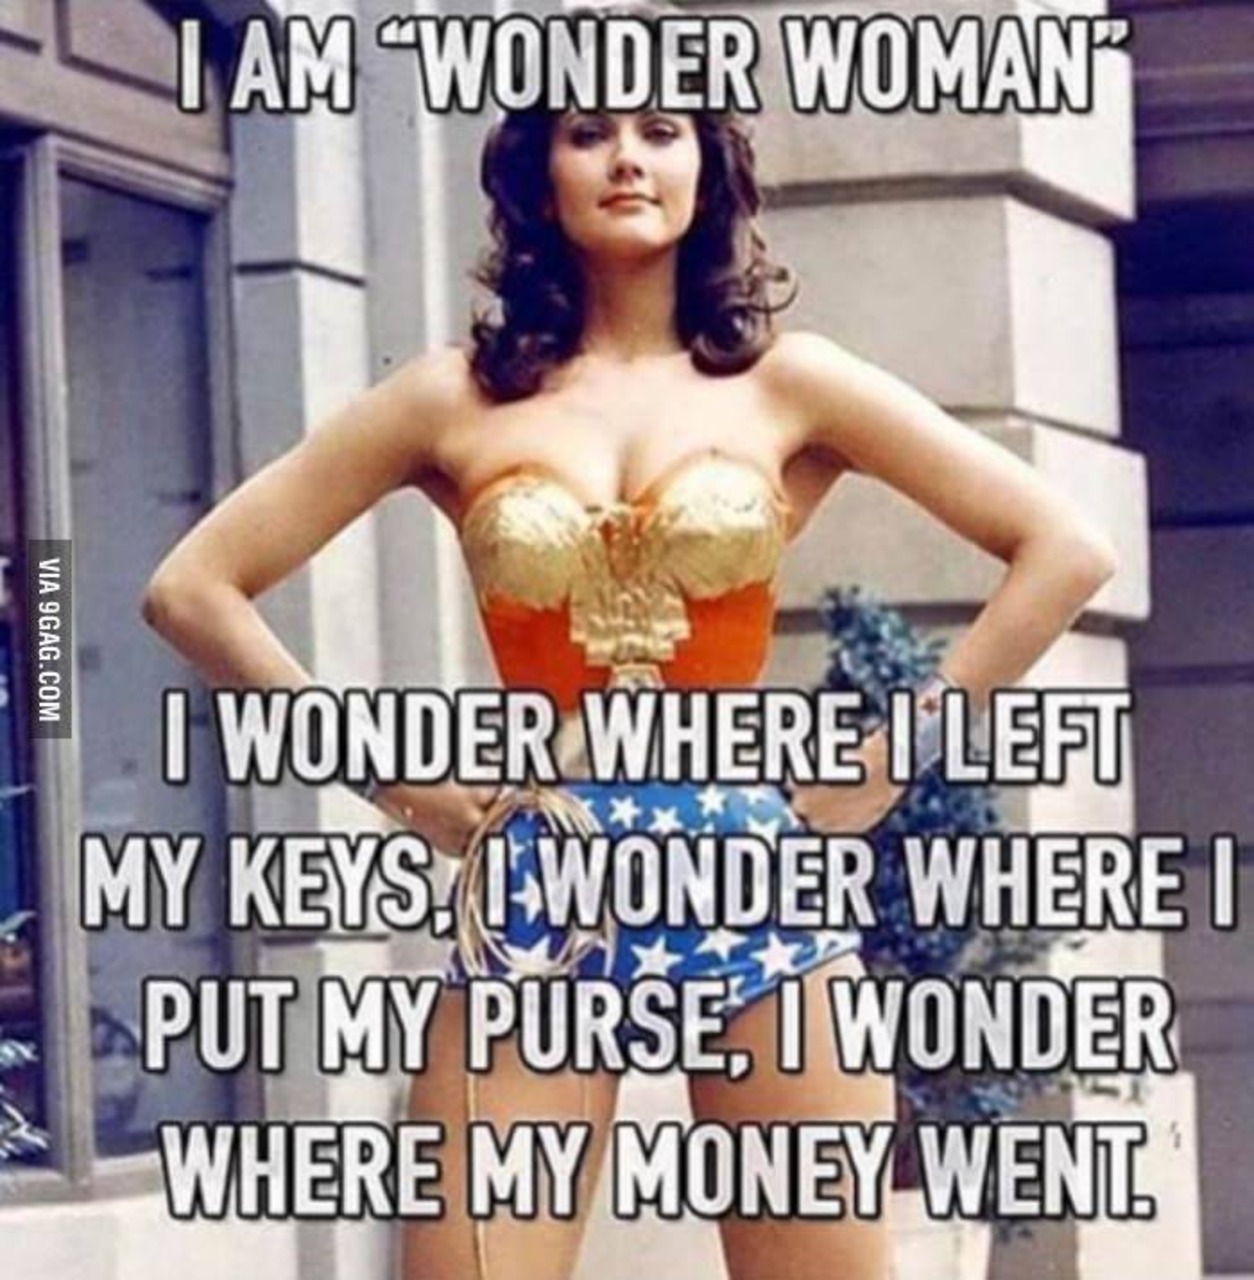 I AM “WONDER WOMAN”
VIA 9GAG.COM
I WONDER WHERE I LEFT
MY KEYS, I WONDER WHERE I
PUT MY PURSE, I WONDER
WHERE MY MONEY WENT.